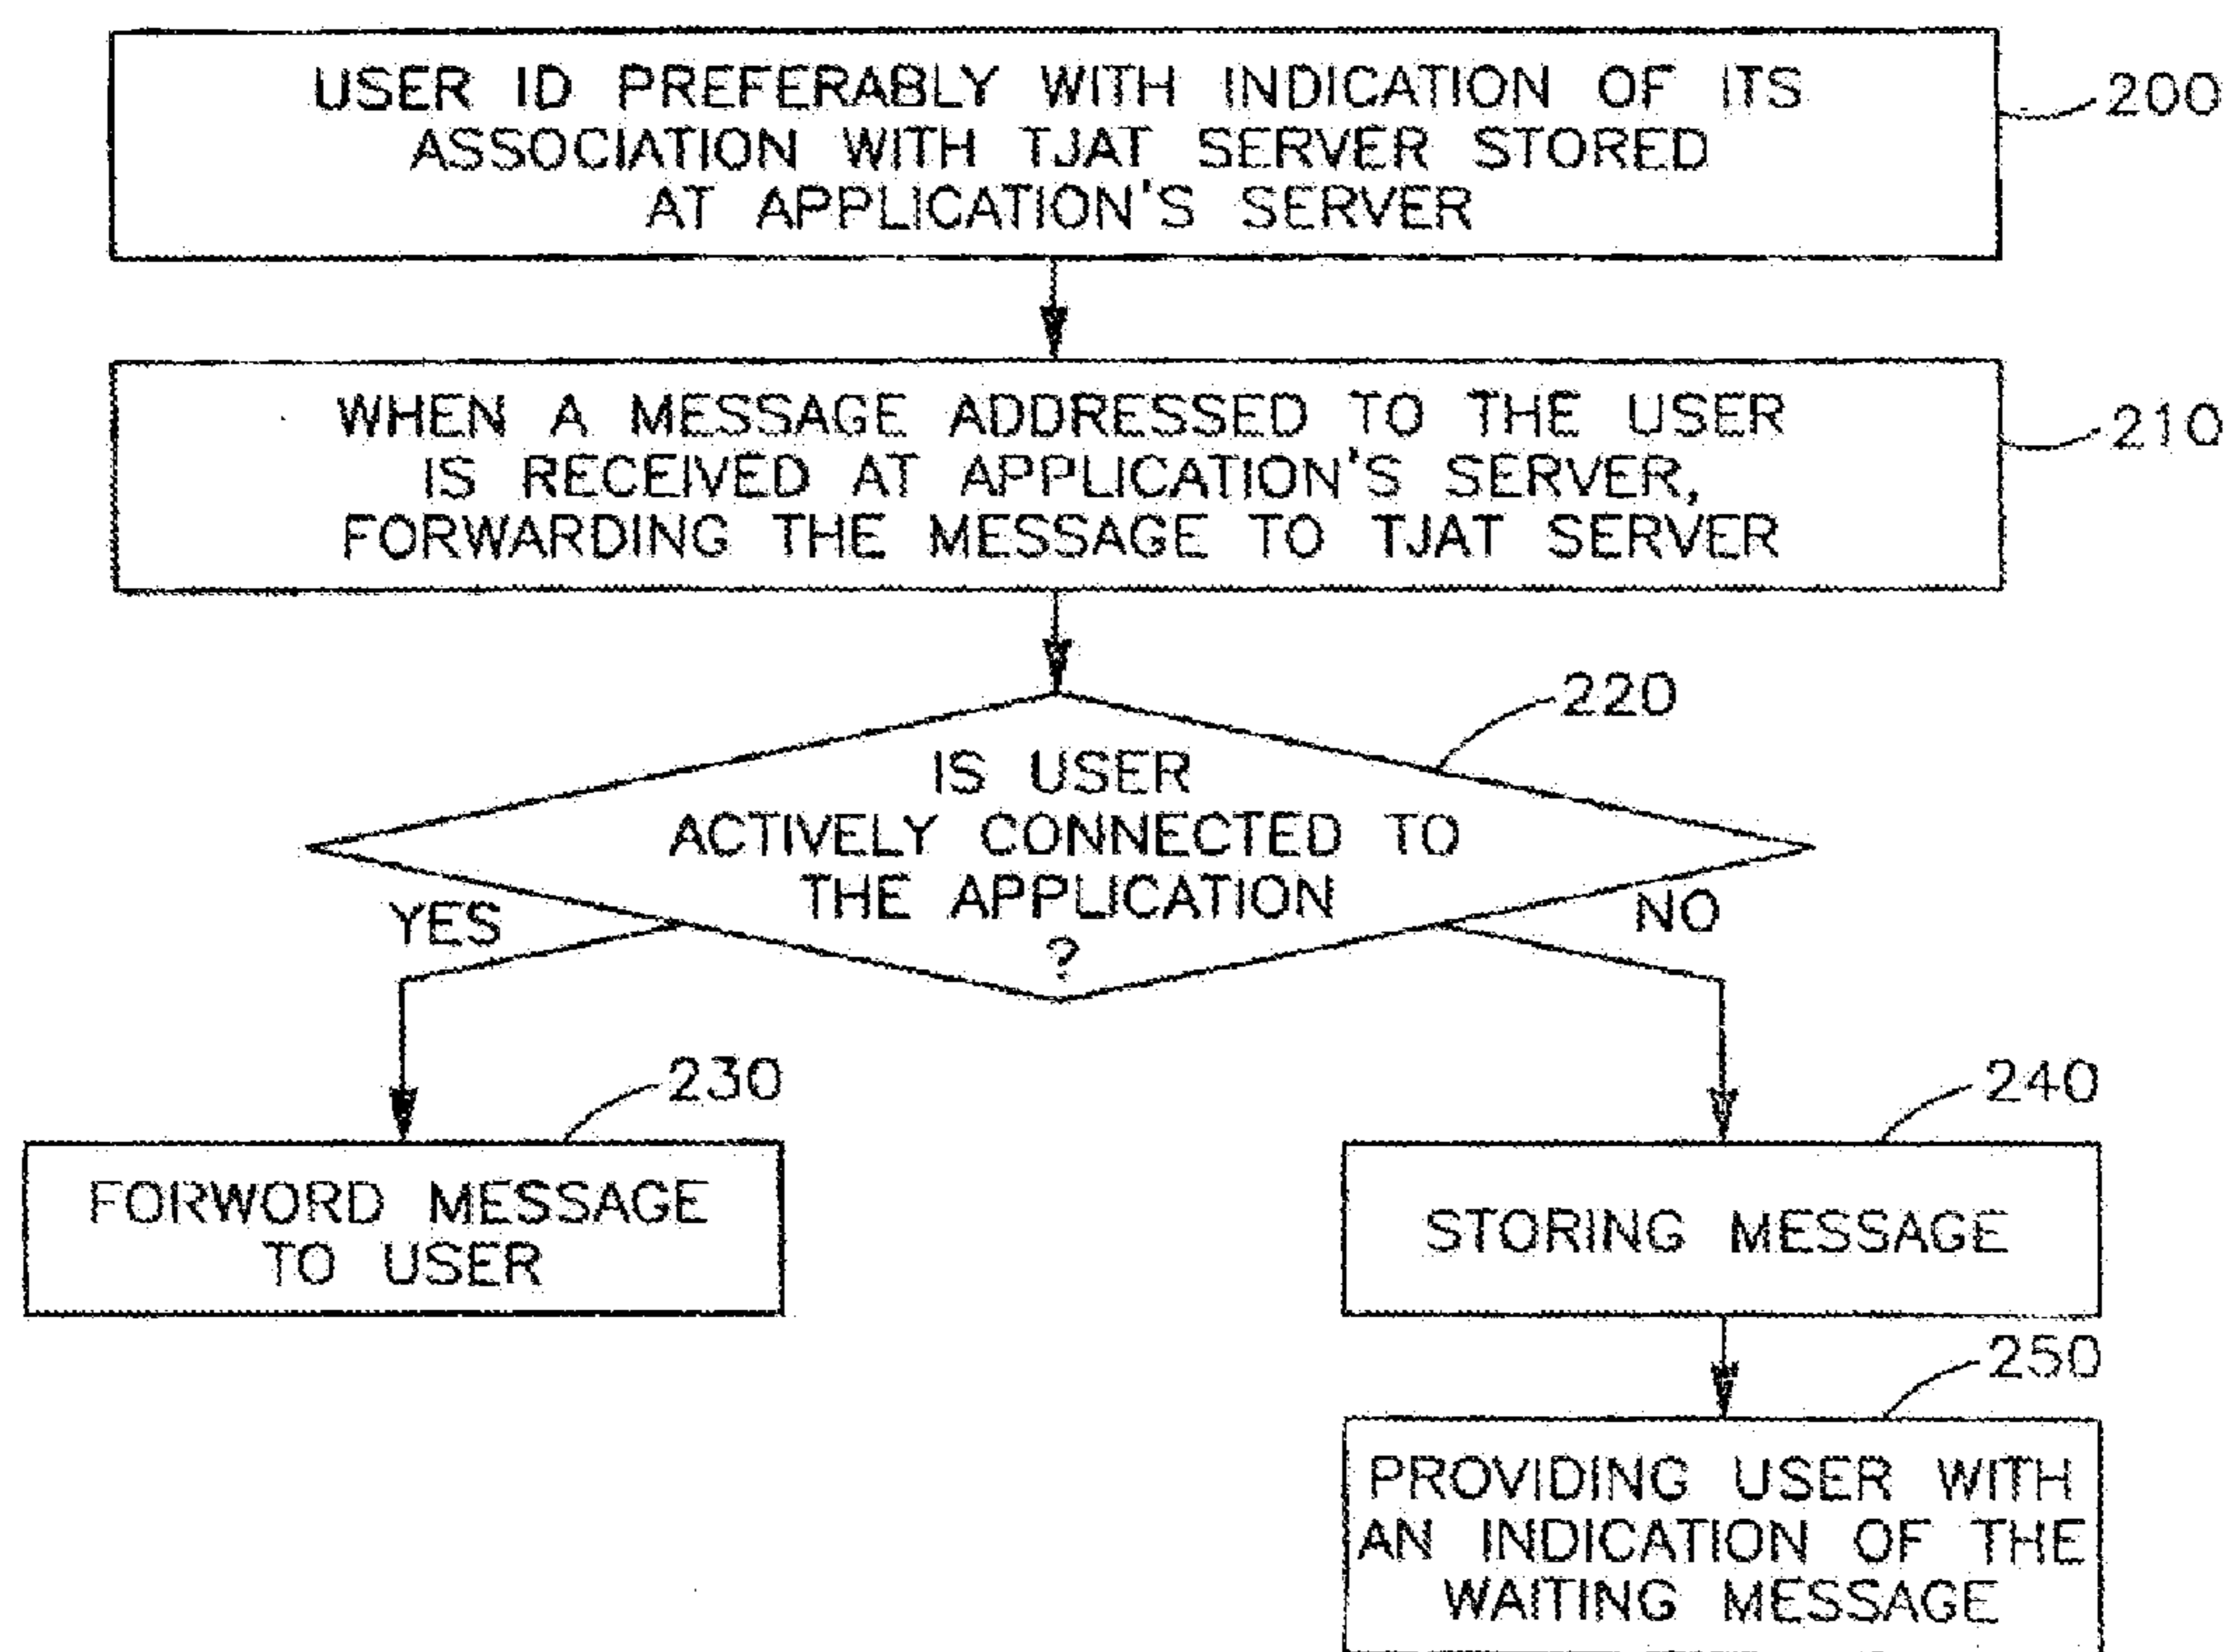 USER ID PREFERABLY WITH INDICATION OF ITS
ASSOCIATION WITH TJAT SERVER STORED
AT APPLICATION'S SERVER
200
WHEN A MESSAGE ADDRESSED TO THE USER
IS RECEIVED AT APPLICATION'S SERVER,
FORWARDING THE MESSAGE TO TJAT SERVER
210
220
IS USER
ACTIVELY CONNECTED TO
THE APPLICATION
?
YES
NO
230
FORWORD MESSAGE
TO USER
240
STORING MESSAGE
250
PROVIDING USER WITH
AN INDICATION OF THE
WAITING MESSAGE